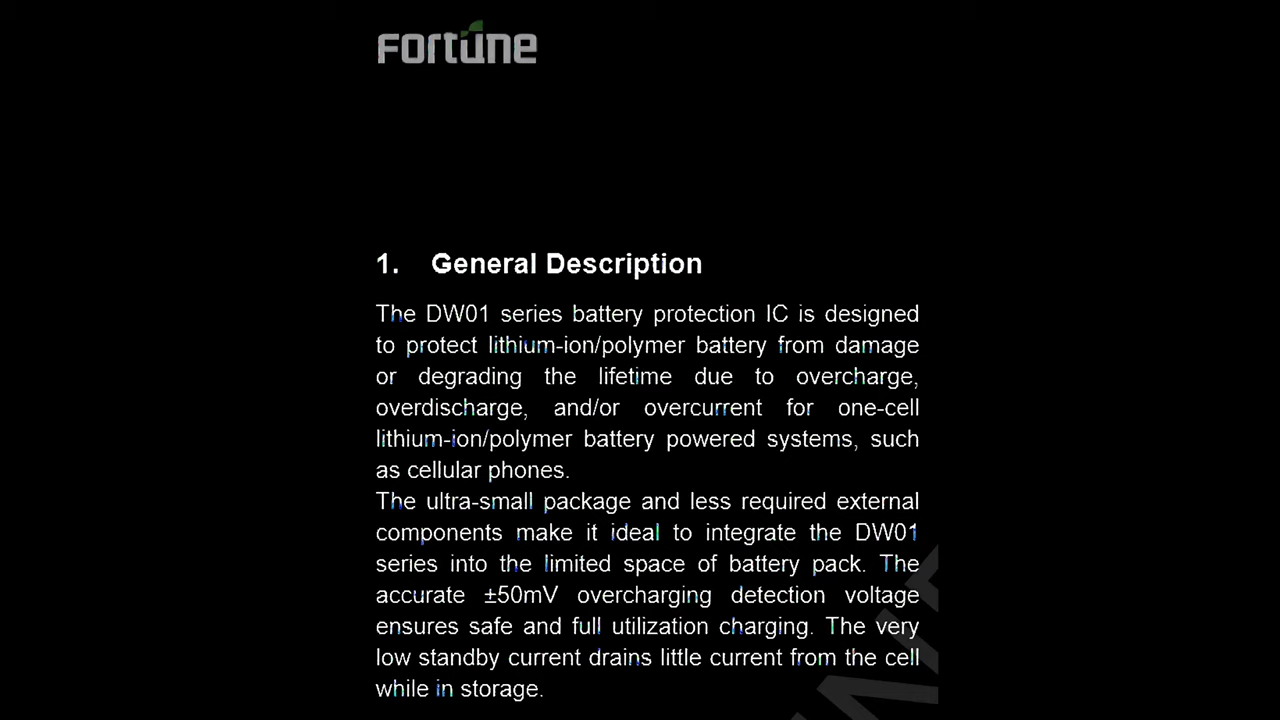 Fortune
1. General Description
The DW01 series battery protection IC is designed
to protect lithium-ion/polymer battery from damage
or degrading the lifetime due to overcharge,
overdischarge, and/or overcurrent for one-cell
lithium-ion/polymer battery powered systems, such
as cellular phones.
The ultra-small package and less required external
components make it ideal to integrate the DW01
series into the limited space of battery pack. The
accurate ±50mV overcharging detection voltage
ensures safe and full utilization charging. The very
low standby current drains little current from the cell
while in storage.